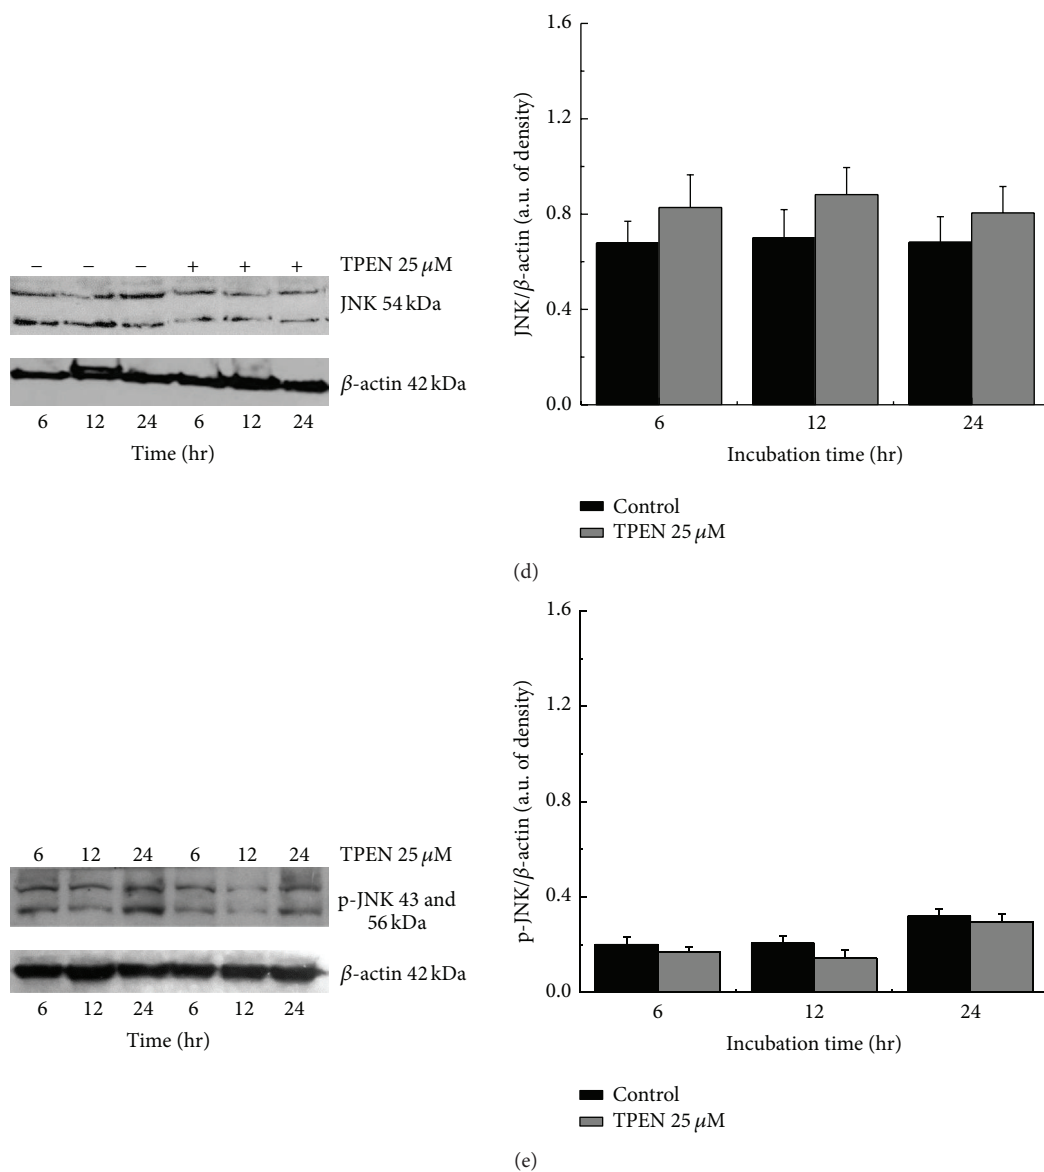 − − − + + + TPEN 25 μM
JNK 54 kDa
β-actin 42 kDa
6 12 24 6 12 24
Time (hr)
1.6
1.2
0.8
0.4
0.0
JNK/β-actin (a.u. of density)
6 12 24
Incubation time (hr)
Control
TPEN 25 μM
(d)
6 12 24 6 12 24 TPEN 25 μM
p-JNK 43 and
56 kDa
β-actin 42 kDa
6 12 24 6 12 24
Time (hr)
1.6
1.2
0.8
0.4
0.0
p-JNK/β-actin (a.u. of density)
6 12 24
Incubation time (hr)
Control
TPEN 25 μM
(e)